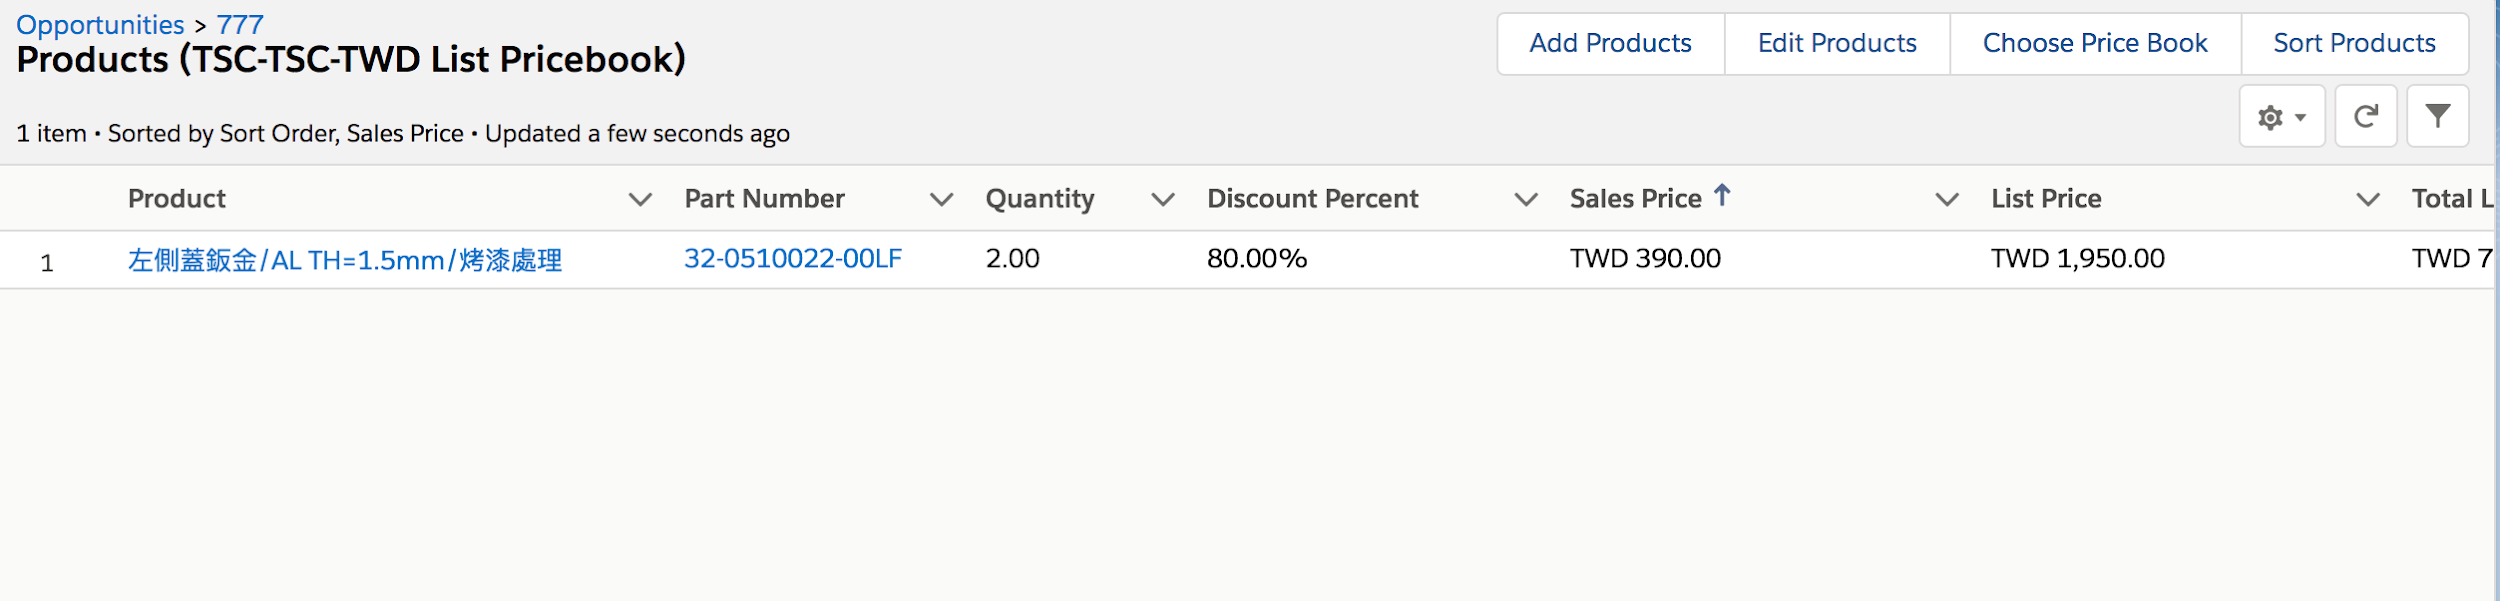 Opportunities > 777
Products (TSC-TSC-TWD List Pricebook)
Add Products Edit Products Choose Price Book Sort Products
1 item • Sorted by Sort Order, Sales Price • Updated a few seconds ago
Product Part Number Quantity Discount Percent Sales Price ↑ List Price Total L
1 左側蓋鈑金/AL TH=1.5mm/烤漆處理 32-0510022-00LF 2.00 80.00% TWD 390.00 TWD 1,950.00 TWD 7